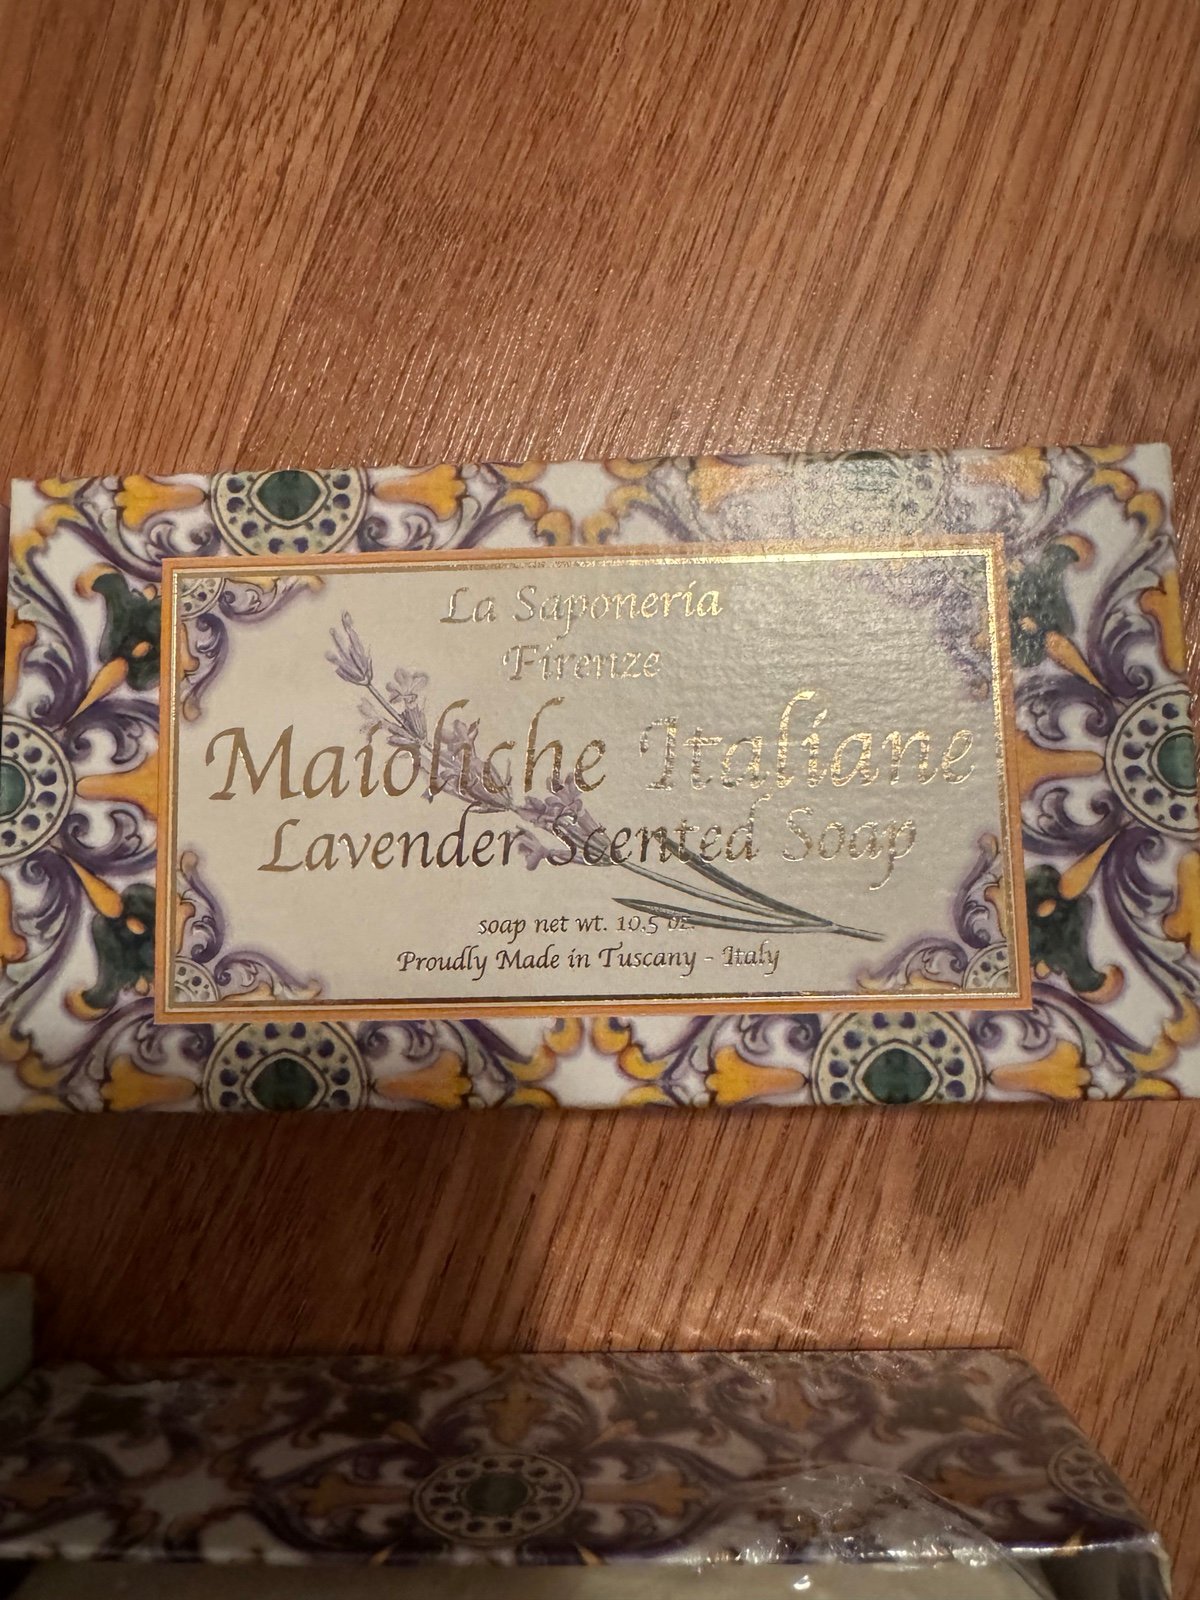 La Saponeria
Firenze
Maioliche Italiane
Lavender Scented Soap
soap net wt. 10.5 oz.
Proudly Made in Tuscany - Italy